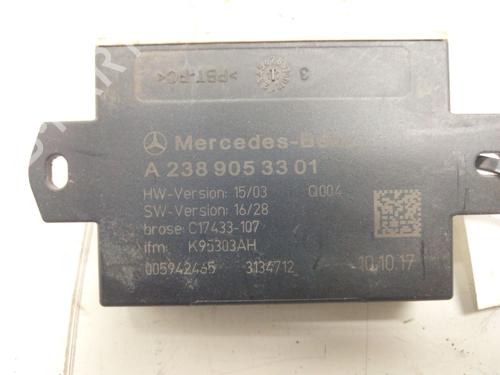 >PBT-PC< 3
Mercedes-Be
A 238 905 33 01
HW-Version: 15/03 Q004
SW-Version: 16/28
brose: C17433-107
ifm: K95303AH
005942465 3134712 10.10.17